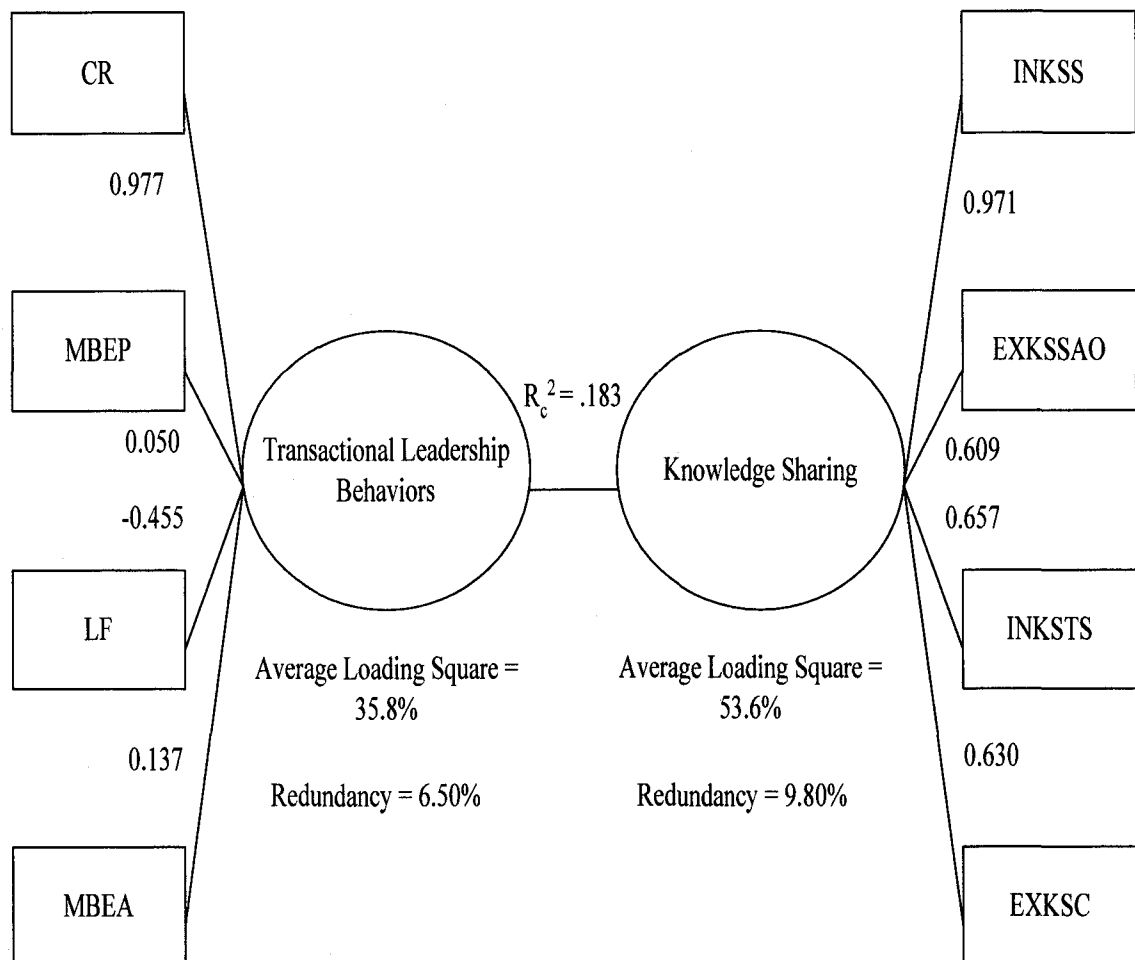 CR
INKSS
0.977
0.971
MBEP
EXKSSAO
R_c^2 = .183
0.050
0.609
Transactional Leadership
Behaviors
Knowledge Sharing
-0.455
0.657
LF
INKSTS
Average Loading Square =
35.8%
Average Loading Square =
53.6%
0.137
0.630
Redundancy = 6.50%
Redundancy = 9.80%
MBEA
EXKSC